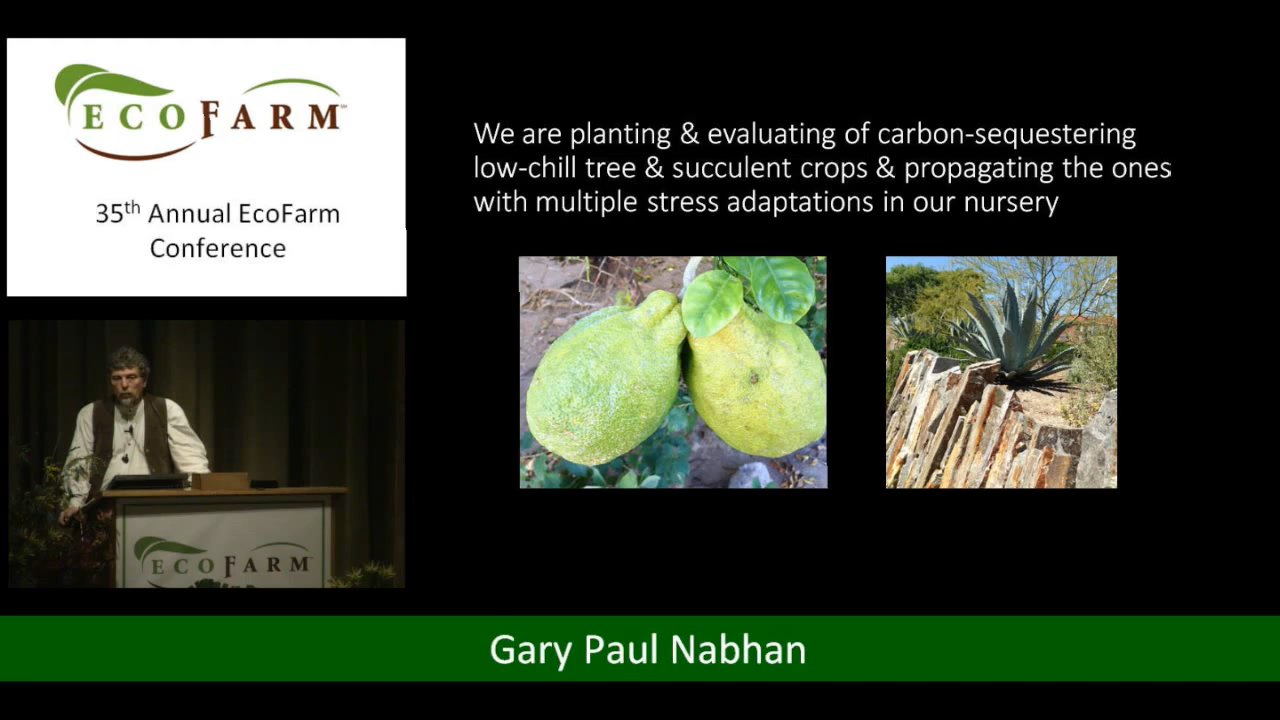 ECOFARM℠
35th Annual EcoFarm
Conference
We are planting & evaluating of carbon-sequestering
low-chill tree & succulent crops & propagating the ones
with multiple stress adaptations in our nursery
ECOFARM
Gary Paul Nabhan